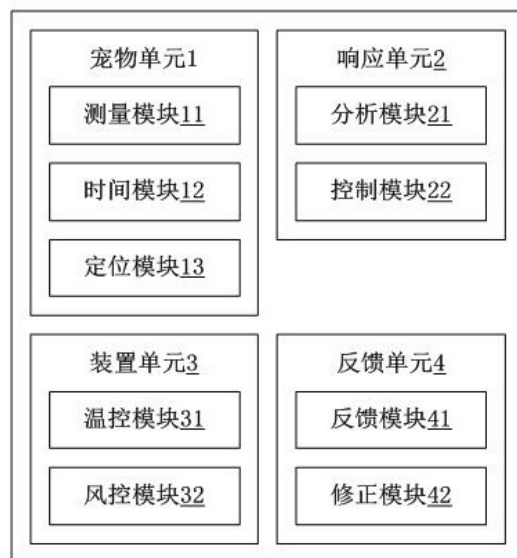 宠物单元1
测量模块11
时间模块12
定位模块13
响应单元2
分析模块21
控制模块22
装置单元3
温控模块31
风控模块32
反馈单元4
反馈模块41
修正模块42